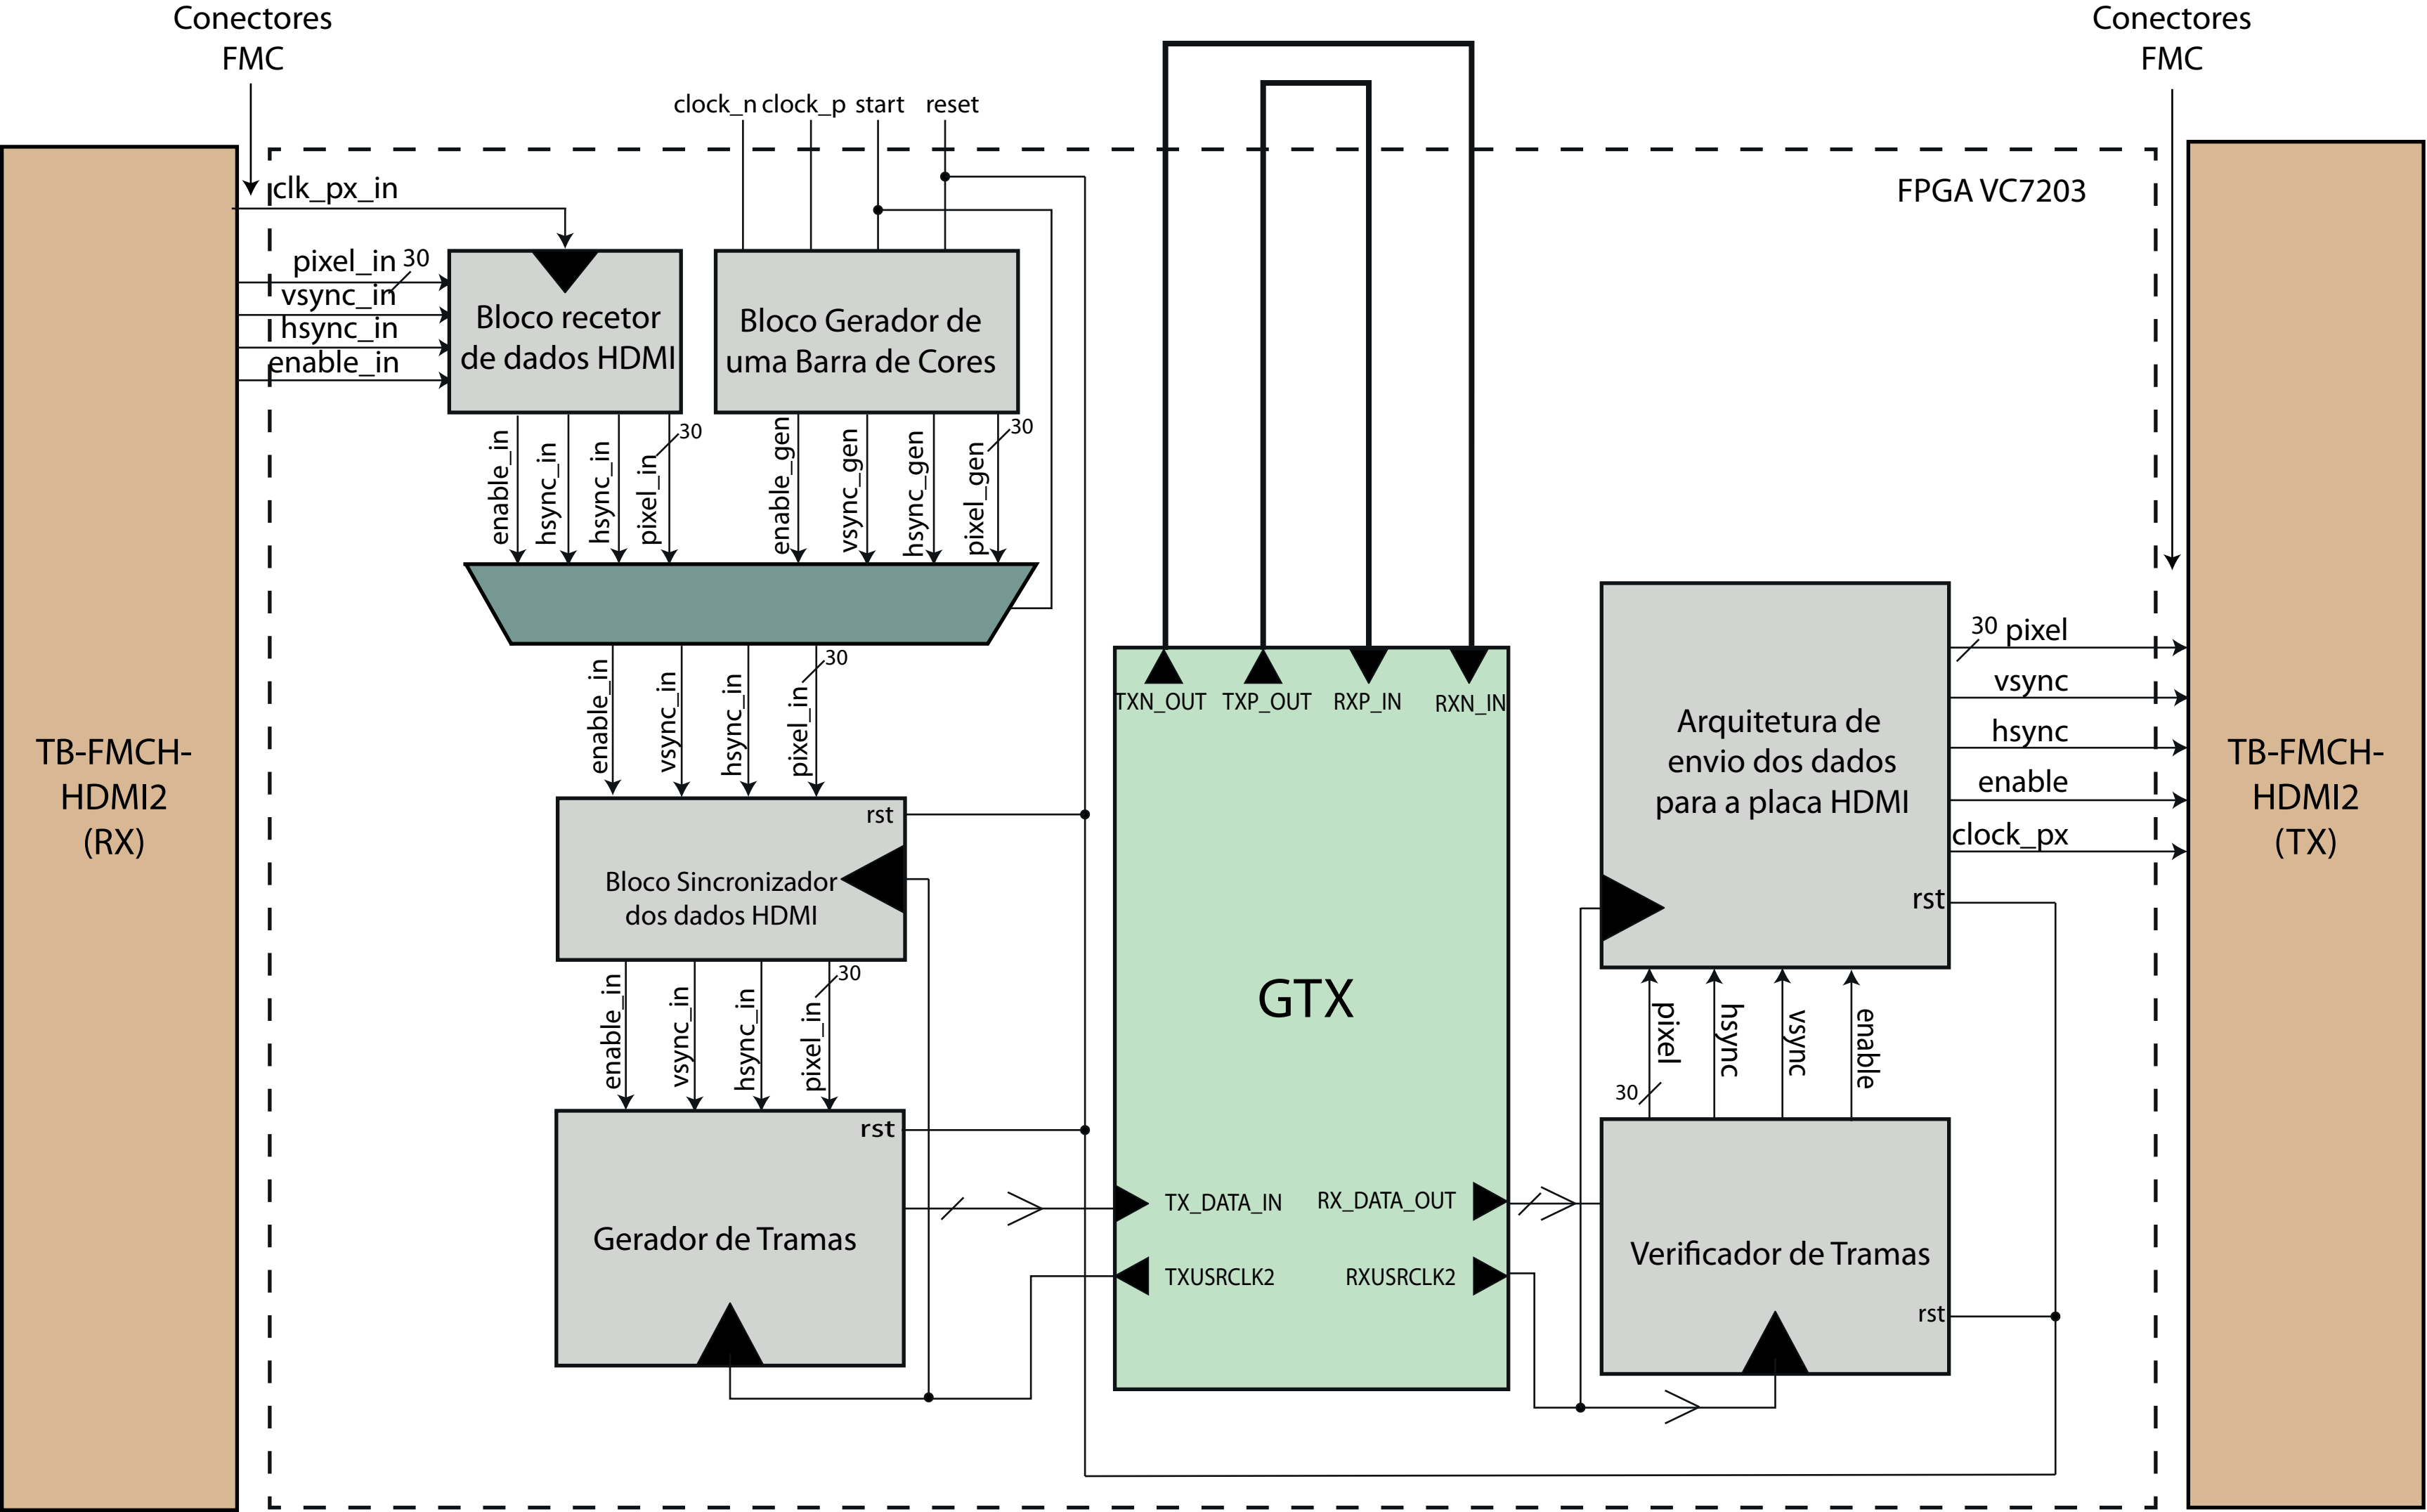 Conectores
FMC
Conectores
FMC
clock_n clock_p start reset
FPGA VC7203
clk_px_in
pixel_in 30
vsync_in
hsync_in
enable_in
Bloco recetor
de dados HDMI
Bloco Gerador de
uma Barra de Cores
enable_in
hsync_in
hsync_in
pixel_in
30
enable_gen
vsync_gen
hsync_gen
pixel_gen
30
enable_in
vsync_in
hsync_in
pixel_in
30
TB-FMCH-
HDMI2
(RX)
rst
Bloco Sincronizador
dos dados HDMI
enable_in
vsync_in
hsync_in
pixel_in
30
rst
Gerador de Tramas
TXN_OUT TXP_OUT RXP_IN RXN_IN
GTX
TX_DATA_IN RX_DATA_OUT
TXUSRCLK2 RXUSRCLK2
Arquitetura de
envio dos dados
para a placa HDMI
rst
30 pixel
vsync
hsync
enable
clock_px
pixel
hsync
vsync
enable
30
Verificador de Tramas
rst
TB-FMCH-
HDMI2
(TX)